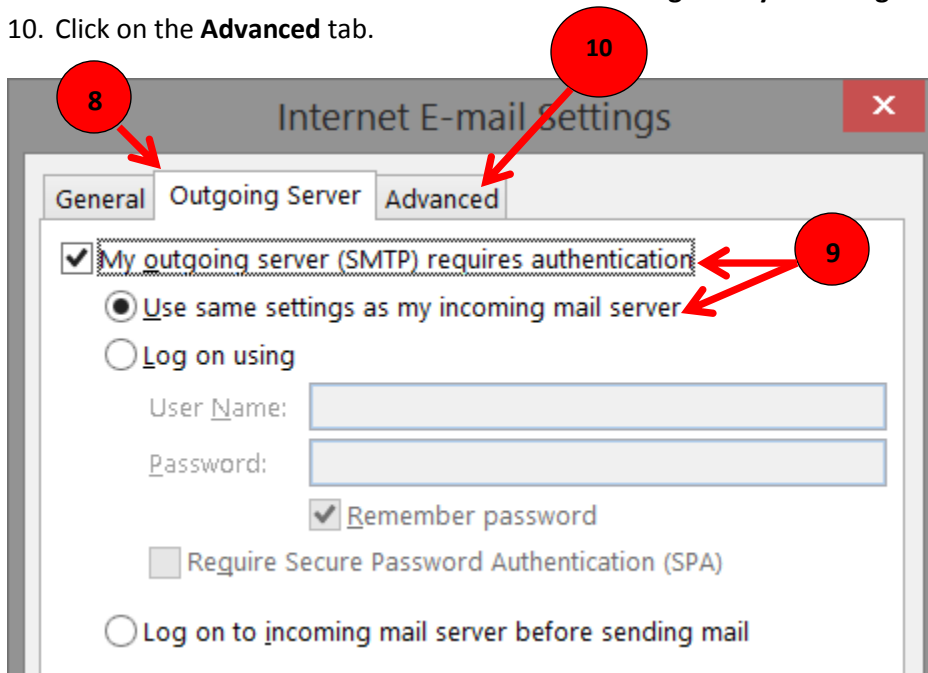 10. Click on the Advanced tab.
10
8
Internet E-mail Settings
General Outgoing Server Advanced
My outgoing server (SMTP) requires authentication
9
Use same settings as my incoming mail server
Log on using
User Name:
Password:
Remember password
Require Secure Password Authentication (SPA)
Log on to incoming mail server before sending mail